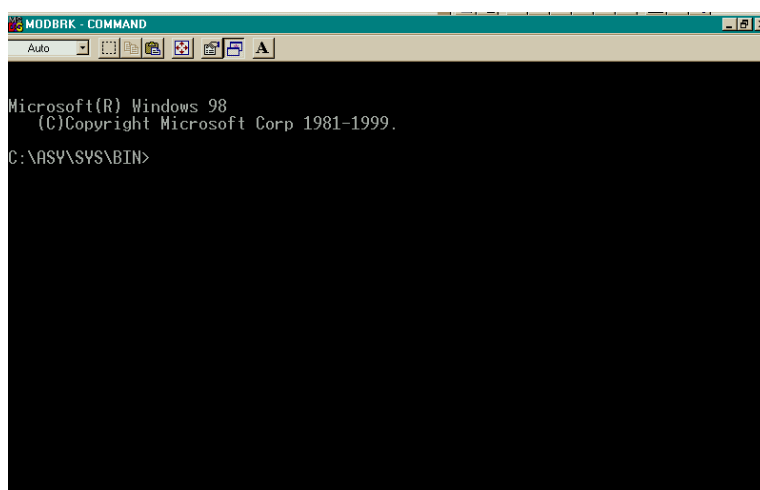 MODBRK - COMMAND
Auto
A
Microsoft(R) Windows 98
(C)Copyright Microsoft Corp 1981-1999.
C:\ASY\SYS\BIN>